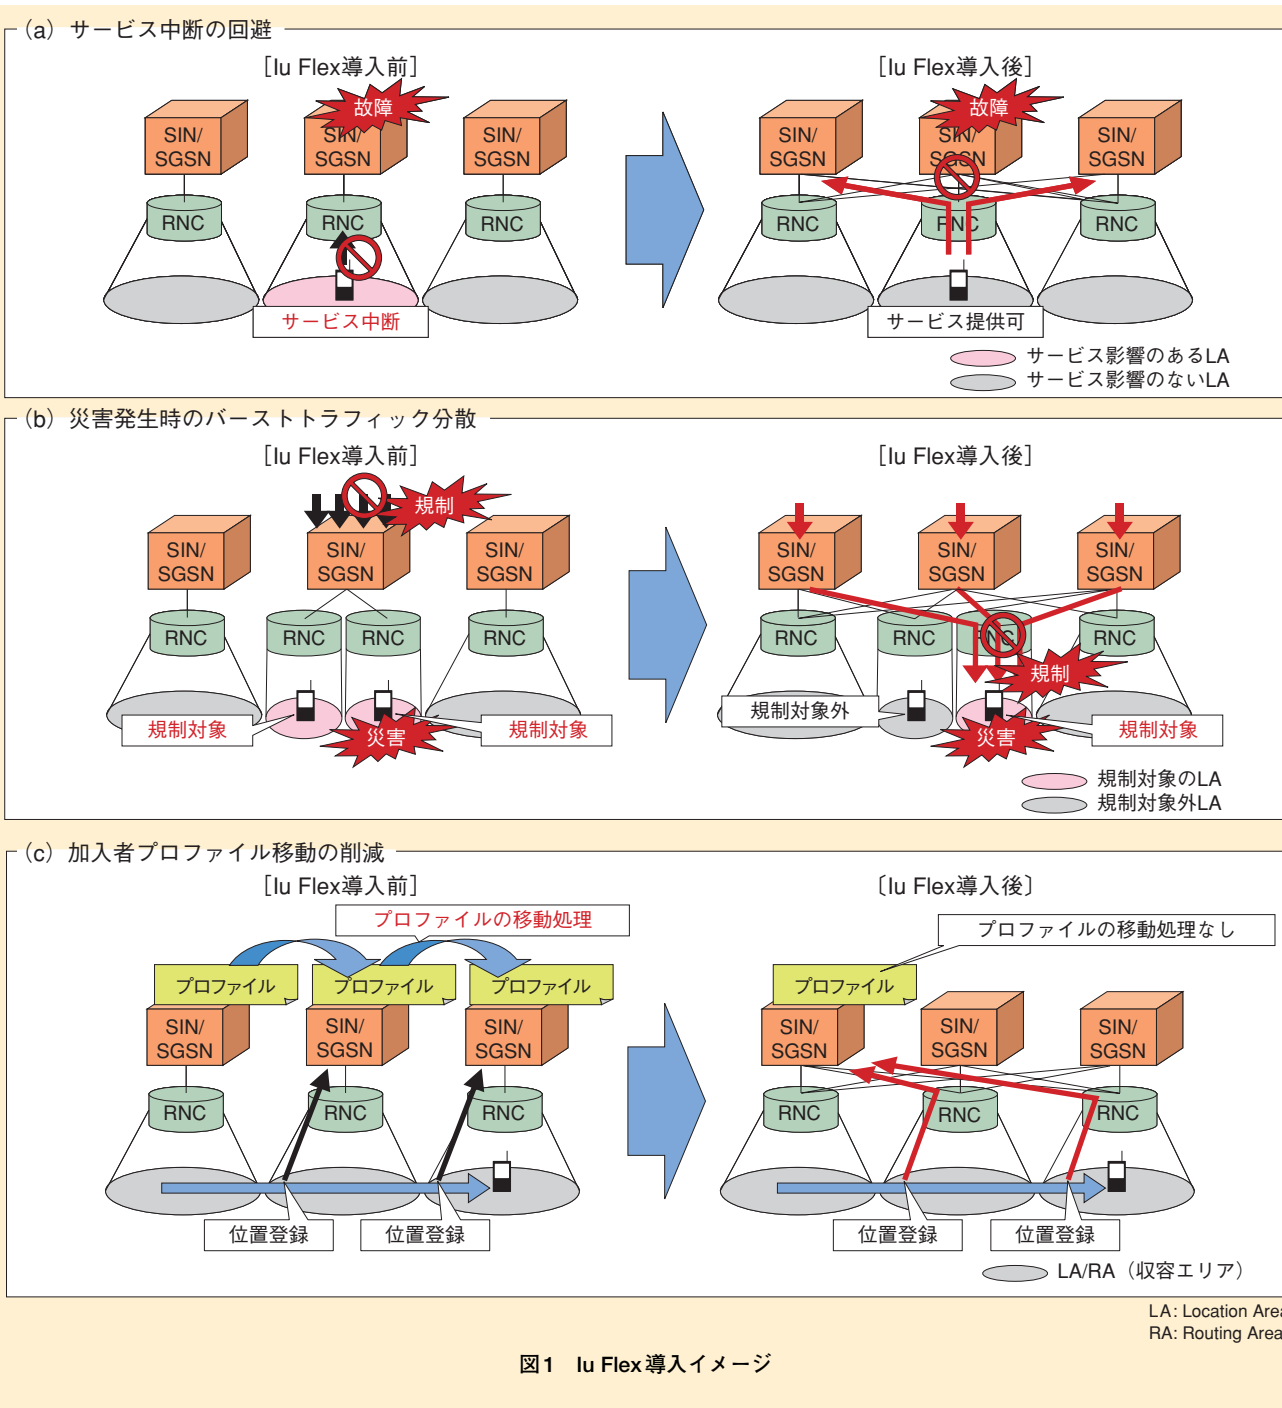 (a) サービス中断の回避
[Iu Flex導入前]
[Iu Flex導入後]
故障
故障
SIN/
SGSN
SIN/
SGSN
SIN/
SGSN
SIN/
SGSN
SIN/
SGSN
SIN/
SGSN
RNC
RNC
RNC
RNC
RNC
RNC
サービス中断
サービス提供可
サービス影響のあるLA
サービス影響のないLA
(b) 災害発生時のバーストトラフィック分散
[Iu Flex導入前]
[Iu Flex導入後]
規制
SIN/
SGSN
SIN/
SGSN
SIN/
SGSN
SIN/
SGSN
SIN/
SGSN
SIN/
SGSN
RNC
RNC
RNC
RNC
RNC
RNC
RNC
RNC
規制
規制対象
災害
規制対象
規制対象外
災害
規制対象
規制対象のLA
規制対象外LA
(c) 加入者プロファイル移動の削減
[Iu Flex導入前]
〔Iu Flex導入後〕
プロファイルの移動処理
プロファイルの移動処理なし
プロファイル
プロファイル
プロファイル
プロファイル
SIN/
SGSN
SIN/
SGSN
SIN/
SGSN
SIN/
SGSN
SIN/
SGSN
SIN/
SGSN
RNC
RNC
RNC
RNC
RNC
RNC
位置登録
位置登録
位置登録
位置登録
LA/RA（収容エリア）
LA: Location Area
RA: Routing Area
図1 Iu Flex導入イメージ